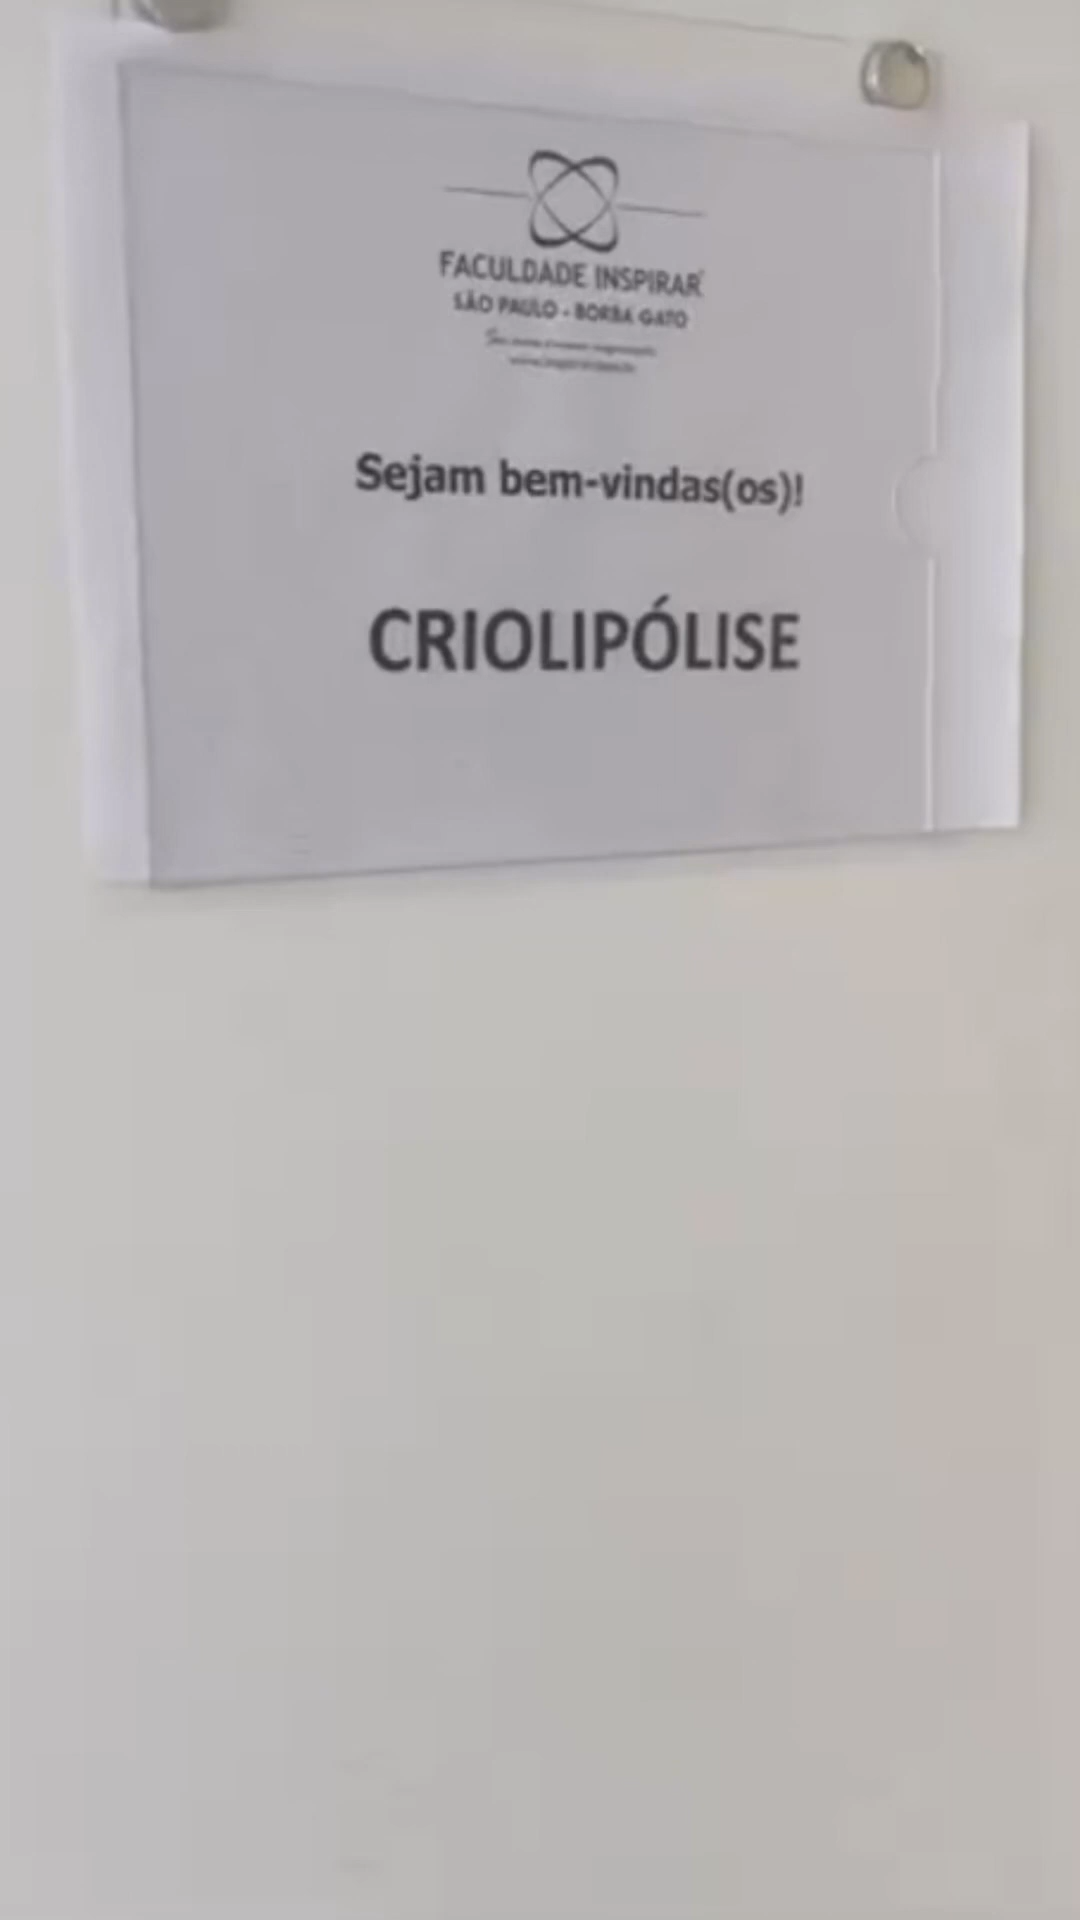 FACULDADE INSPIRAR
SÃO PAULO - BORBA GATO
Sejam bem-vindas(os)!
CRIOLIPÓLISE